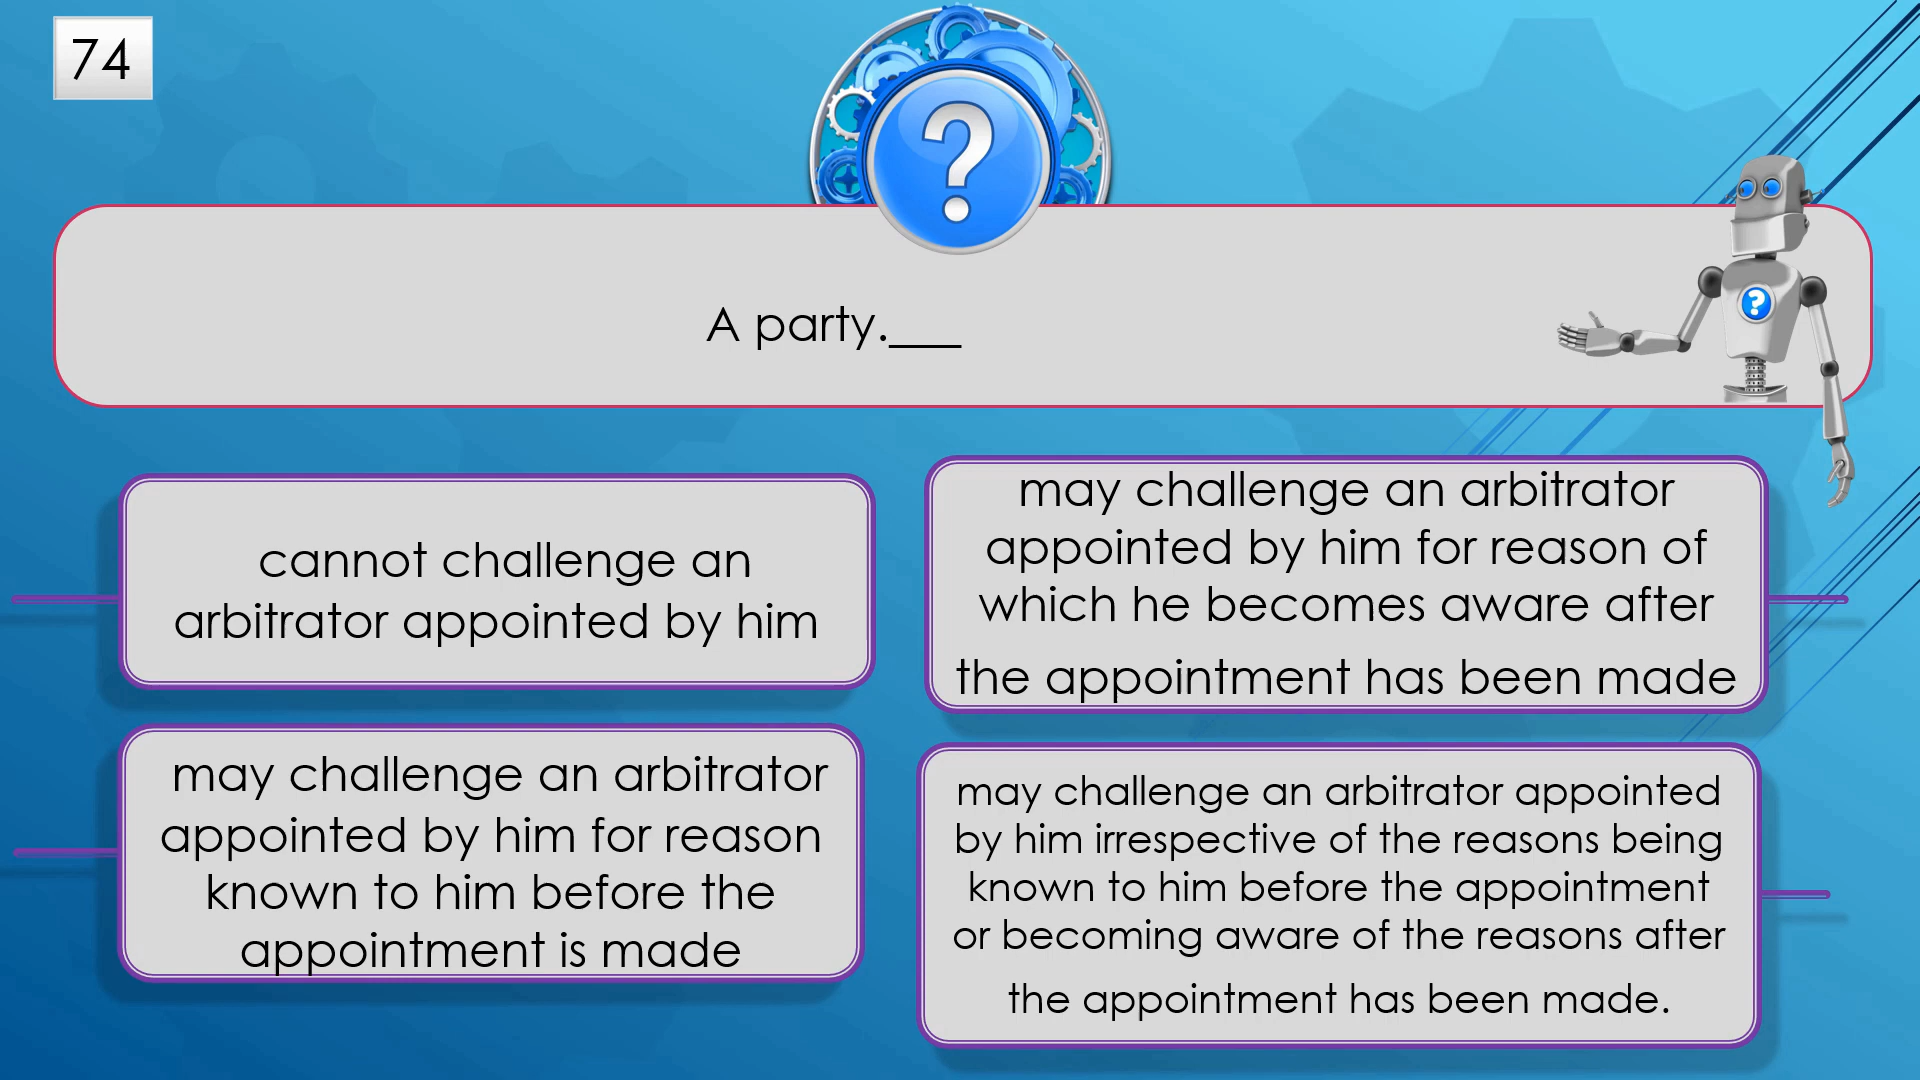 74
?
A party.___
?
cannot challenge an
arbitrator appointed by him
may challenge an arbitrator
appointed by him for reason of
which he becomes aware after
the appointment has been made
may challenge an arbitrator
appointed by him for reason
known to him before the
appointment is made
may challenge an arbitrator appointed
by him irrespective of the reasons being
known to him before the appointment
or becoming aware of the reasons after
the appointment has been made.